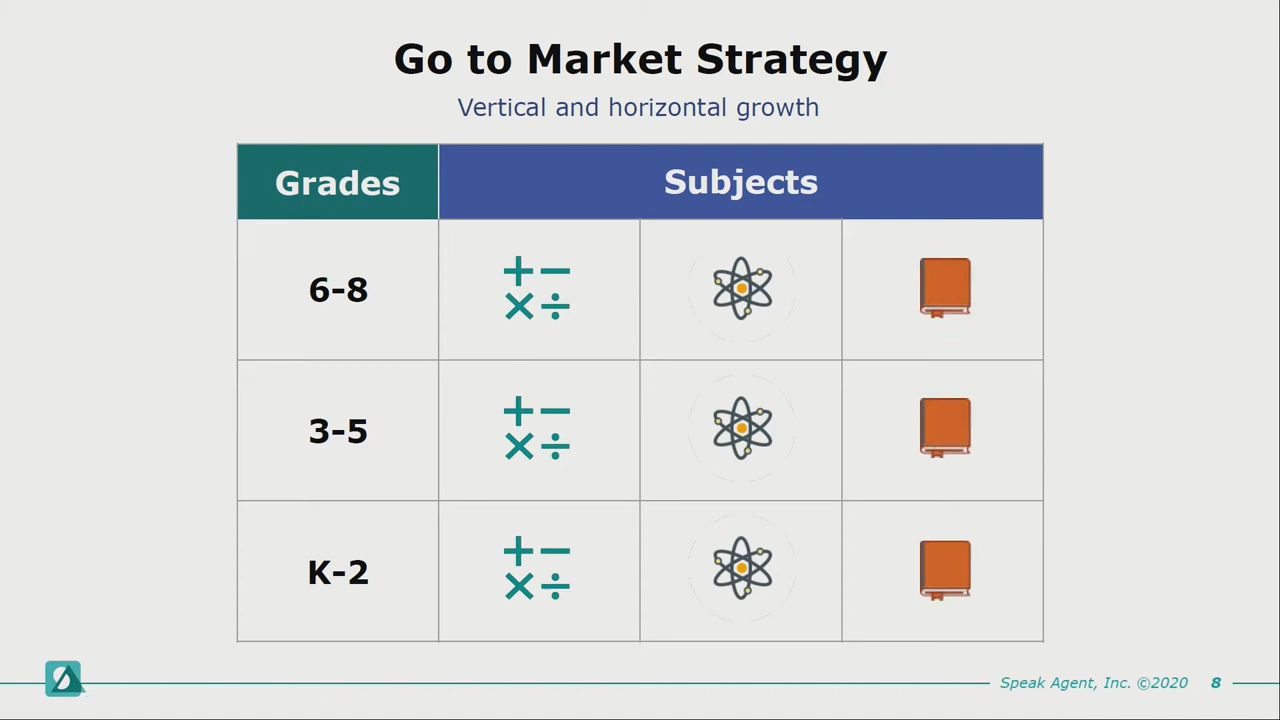 Go to Market Strategy
Vertical and horizontal growth
Grades Subjects
6-8
3-5
K-2
Speak Agent, Inc. ©2020 8